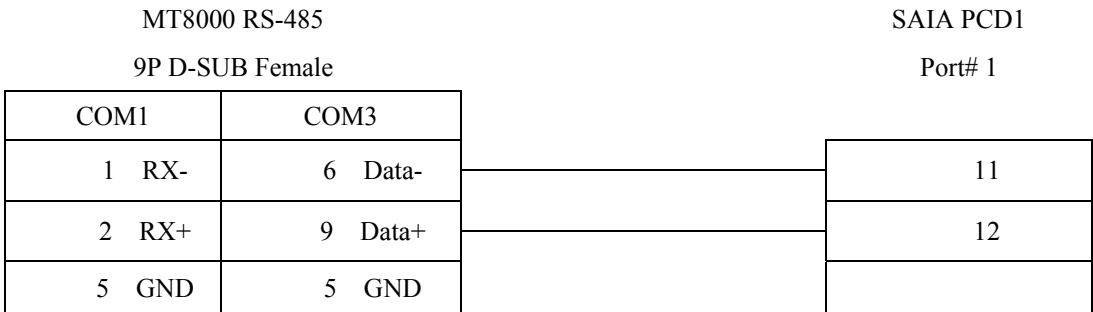 MT8000 RS-485 SAIA PCD1
9P D-SUB Female Port# 1
COM1 COM3
1 RX- 6 Data- 11
2 RX+ 9 Data+ 12
5 GND 5 GND